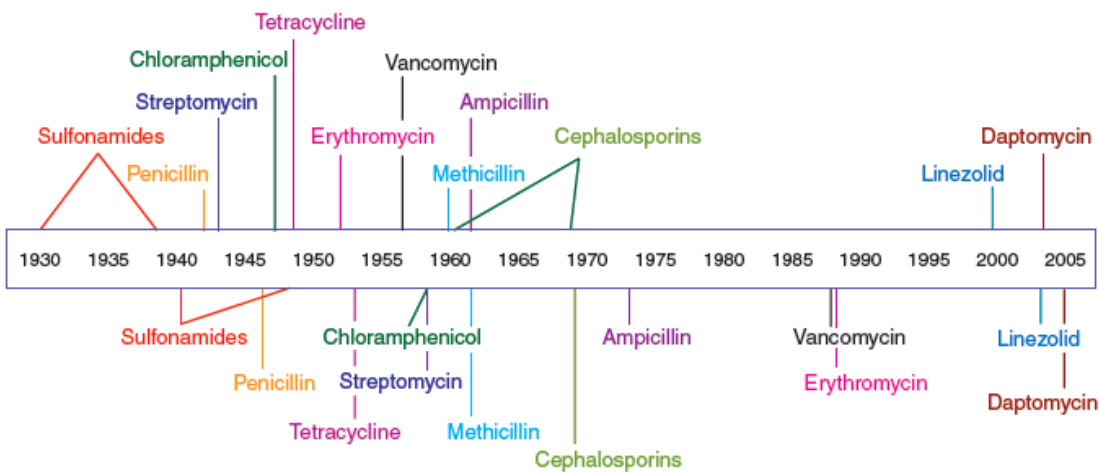 Tetracycline
Chloramphenicol Vancomycin
Streptomycin Ampicillin
Sulfonamides Erythromycin Cephalosporins Daptomycin
Penicillin Methicillin Linezolid
1930 1935 1940 1945 1950 1955 1960 1965 1970 1975 1980 1985 1990 1995 2000 2005
Sulfonamides Chloramphenicol Ampicillin Vancomycin Linezolid
Penicillin Streptomycin Erythromycin
Daptomycin
Tetracycline Methicillin
Cephalosporins